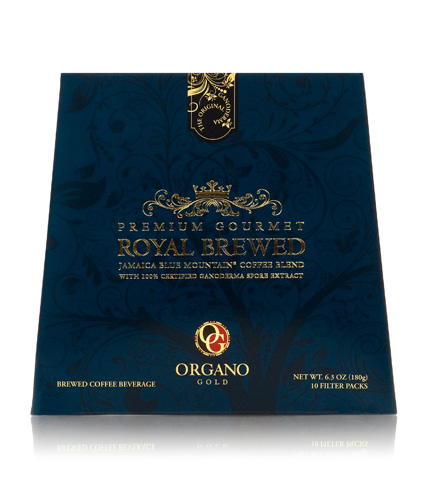 THE ORIGINAL
GANODERMA
PREMIUM GOURMET
ROYAL BREWED
JAMAICA BLUE MOUNTAIN® COFFEE BLEND
WITH 100% CERTIFIED GANODERMA SPORE EXTRACT
OG
ORGANO
GOLD
BREWED COFFEE BEVERAGE
NET WT. 6.3 OZ (180g)
10 FILTER PACKS